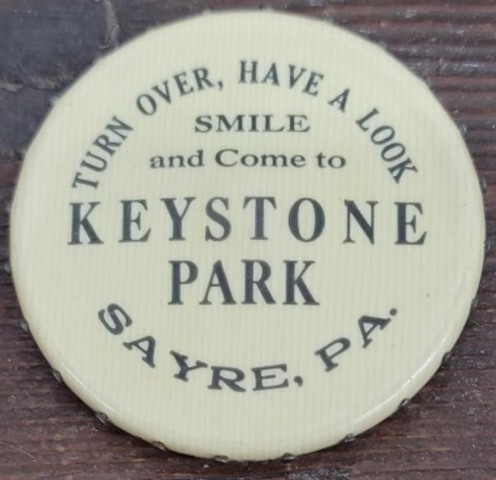 TURN OVER, HAVE A LOOK
SMILE
and Come to
KEYSTONE
PARK
SAYRE, PA.